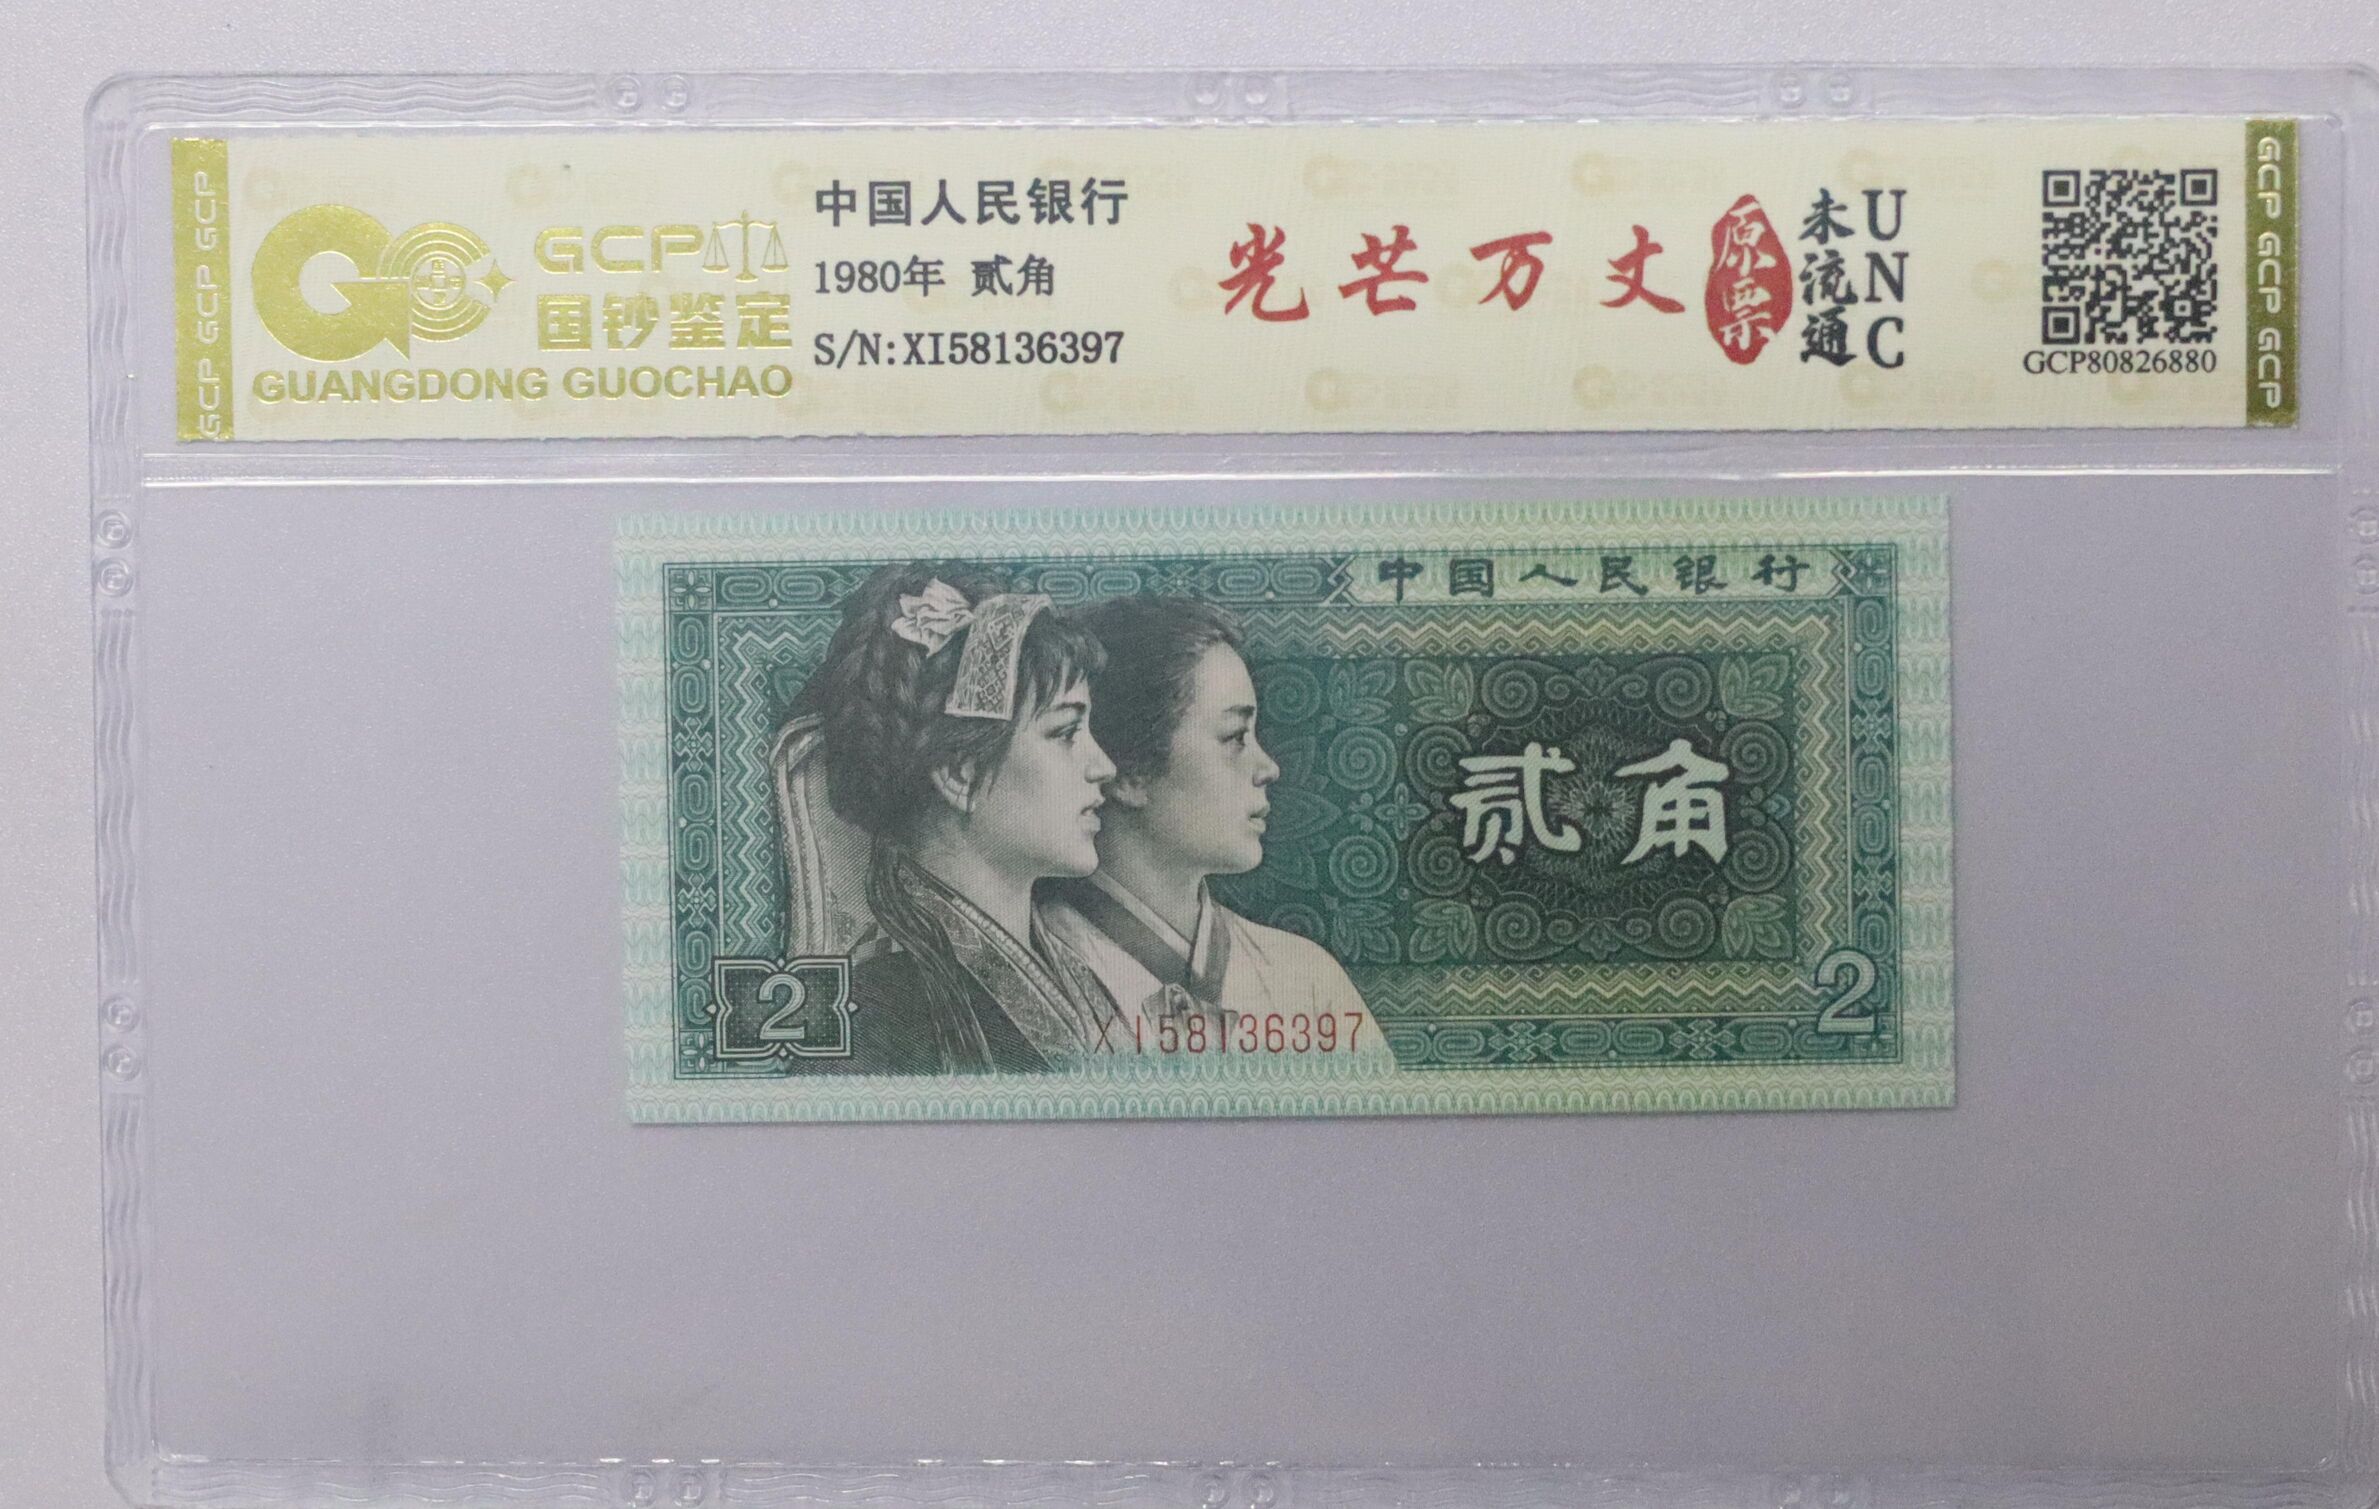 GCP GCP GCP
GCP
国钞鉴定
GUANGDONG GUOCHAO
中国人民银行
1980年 贰角
S/N:XI58136397
光芒万丈
原票
未流通
UNC
GCP80826880
GCP GCP GCP
中国人民银行
贰角
2
2
XI58136397